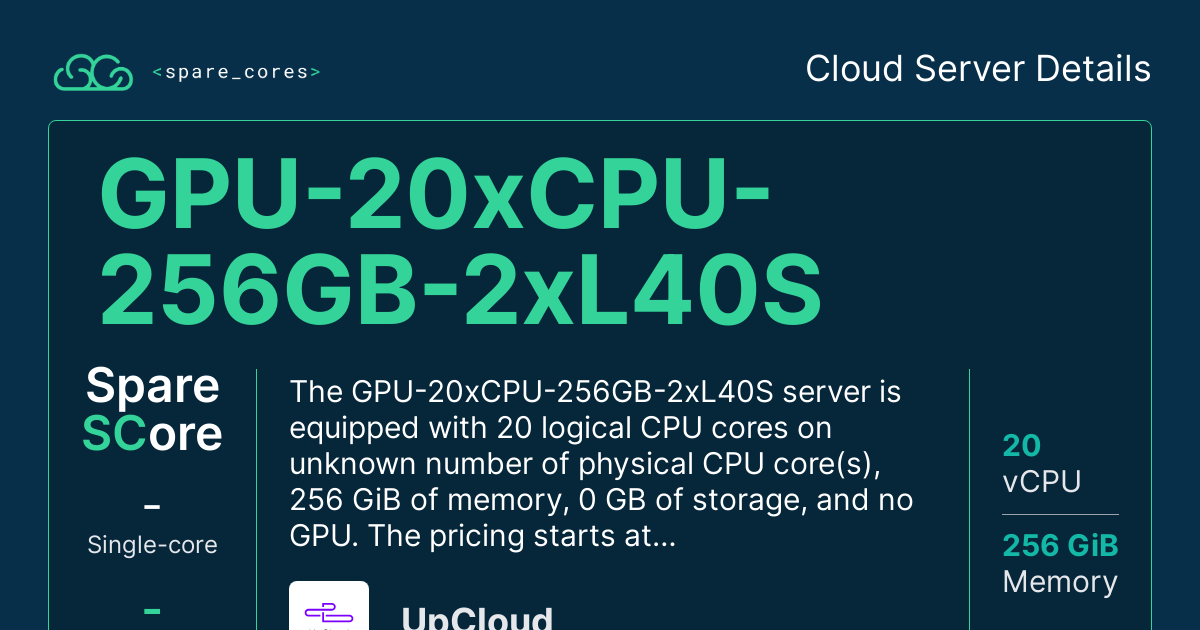 <spare_cores>
Cloud Server Details
GPU-20xCPU-
256GB-2xL40S
Spare
SCore
–
Single-core
–
The GPU-20xCPU-256GB-2xL40S server is
equipped with 20 logical CPU cores on
unknown number of physical CPU core(s),
256 GiB of memory, 0 GB of storage, and no
GPU. The pricing starts at...
UpCloud
20
vCPU
256 GiB
Memory